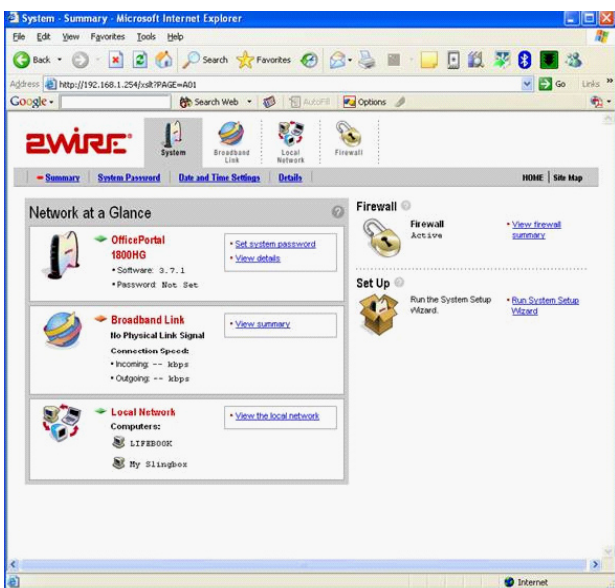 System - Summary - Microsoft Internet Explorer
File Edit View Favorites Tools Help
Back Search Favorites
Address http://192.168.1.254/xslt?PAGE=A01 Go Links »
Google Search Web AutoFill Options
2WIRE
System
Broadband Link
Local Network
Firewall
Summary System Password Date and Time Settings Details HOME | Site Map
Network at a Glance ?
OfficePortal
1800HG
• Software: 3.7.1
• Password: Not Set
• Set system password
• View details
Broadband Link
No Physical Link Signal
Connection Speed:
• Incoming: -- kbps
• Outgoing: -- kbps
• View summary
Local Network
Computers:
LIFEBOOK
My Slingbox
• View the local network
Firewall ?
Firewall
Active
• View firewall
summary
Set Up ?
Run the System Setup
Wizard.
• Run System Setup
Wizard
Internet